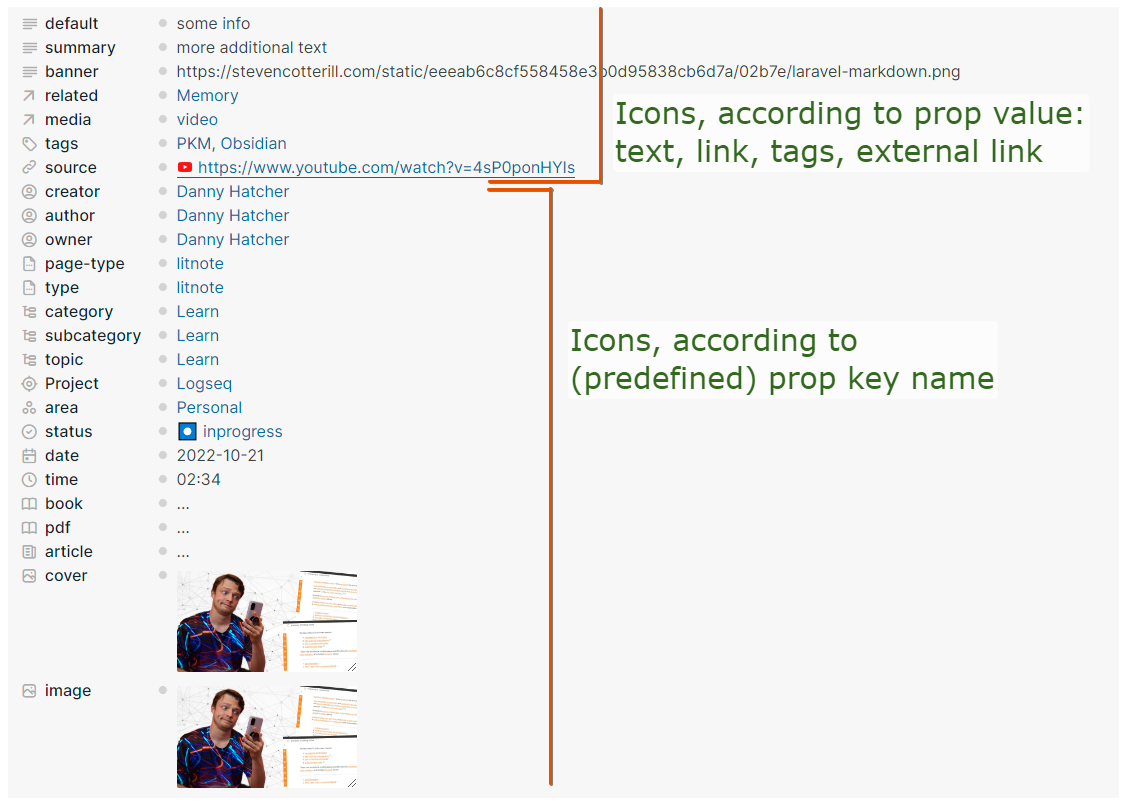 default some info
summary more additional text
banner https://stevencotterill.com/static/eeeab6c8cf558458e3b0d95838cb6d7a/02b7e/laravel-markdown.png
related Memory
media video
Icons, according to prop value:
text, link, tags, external link
tags PKM, Obsidian
source https://www.youtube.com/watch?v=4sP0ponHYIs
creator Danny Hatcher
author Danny Hatcher
owner Danny Hatcher
page-type litnote
type litnote
category Learn
subcategory Learn
topic Learn
Icons, according to
(predefined) prop key name
Project Logseq
area Personal
status inprogress
date 2022-10-21
time 02:34
book ...
pdf ...
article ...
cover
image